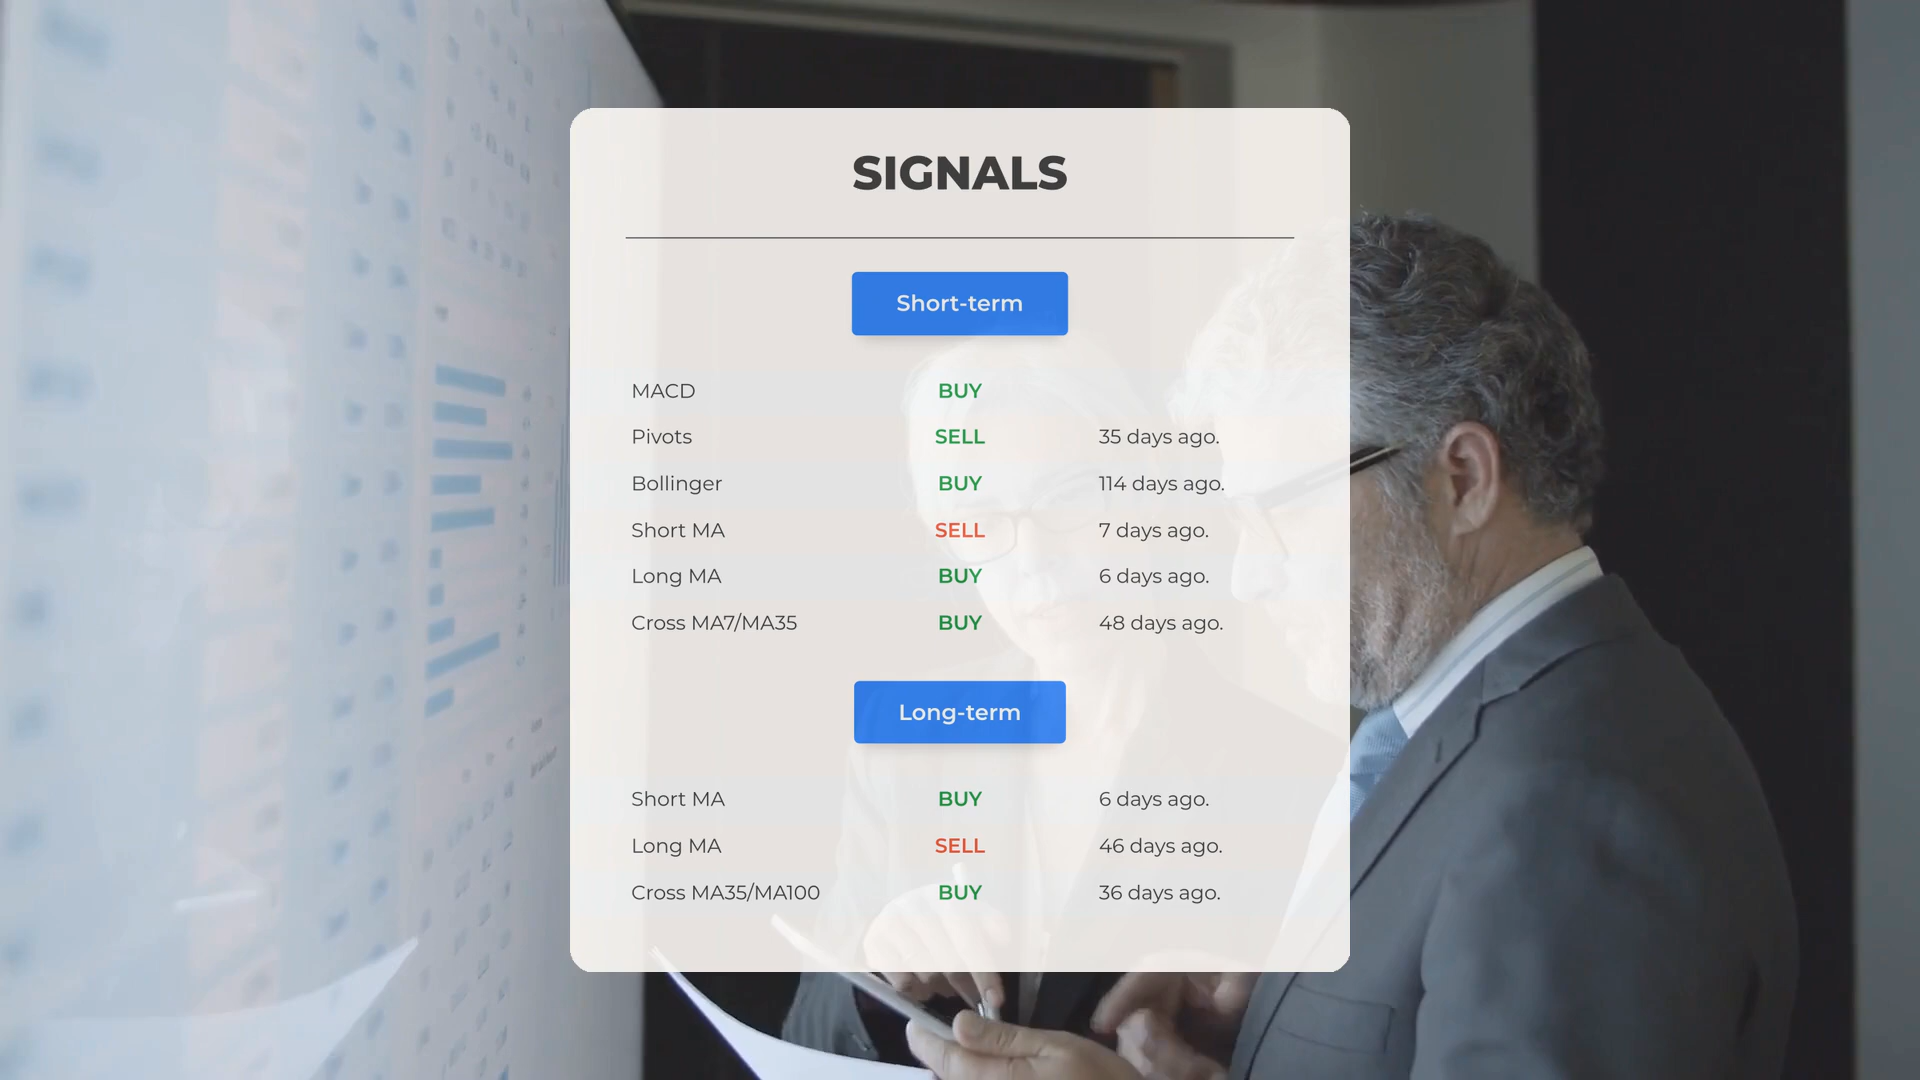 SIGNALS
Short-term
MACD BUY
Pivots SELL 35 days ago.
Bollinger BUY 114 days ago.
Short MA SELL 7 days ago.
Long MA BUY 6 days ago.
Cross MA7/MA35 BUY 48 days ago.
Long-term
Short MA BUY 6 days ago.
Long MA SELL 46 days ago.
Cross MA35/MA100 BUY 36 days ago.